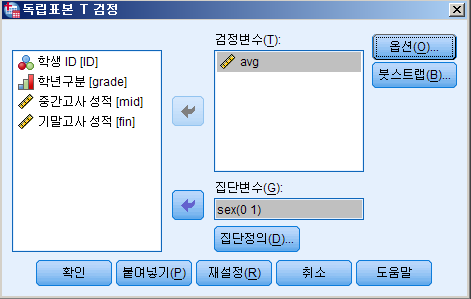 독립표본 T 검정
학생 ID [ID]
학년구분 [grade]
중간고사 성적 [mid]
기말고사 성적 [fin]
검정변수(T):
avg
집단변수(G):
sex(0 1)
집단정의(D)...
옵션(O)...
붓스트랩(B)...
확인
붙여넣기(P)
재설정(R)
취소
도움말